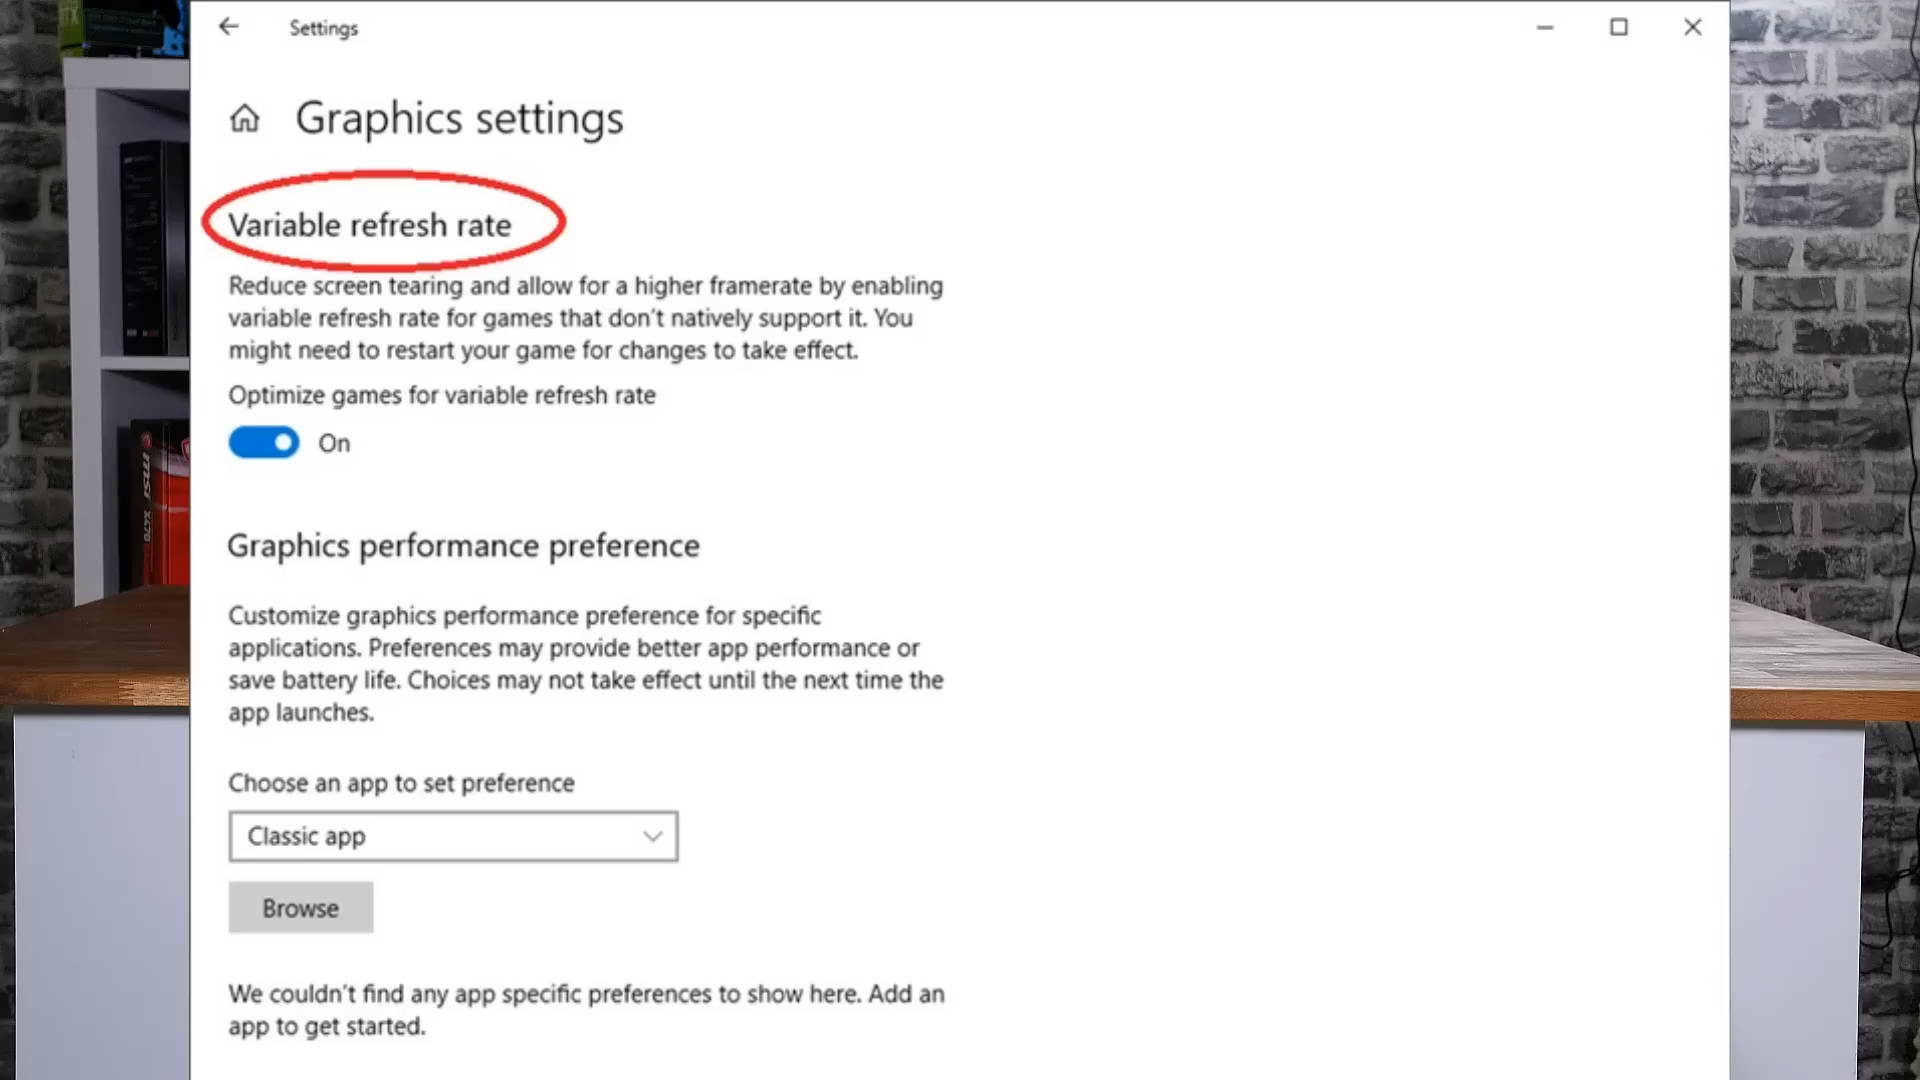 Settings
Graphics settings
Variable refresh rate
Reduce screen tearing and allow for a higher framerate by enabling
variable refresh rate for games that don't natively support it. You
might need to restart your game for changes to take effect.
Optimize games for variable refresh rate
On
Graphics performance preference
Customize graphics performance preference for specific
applications. Preferences may provide better app performance or
save battery life. Choices may not take effect until the next time the
app launches.
Choose an app to set preference
Classic app
Browse
We couldn't find any app specific preferences to show here. Add an
app to get started.
msi
X470